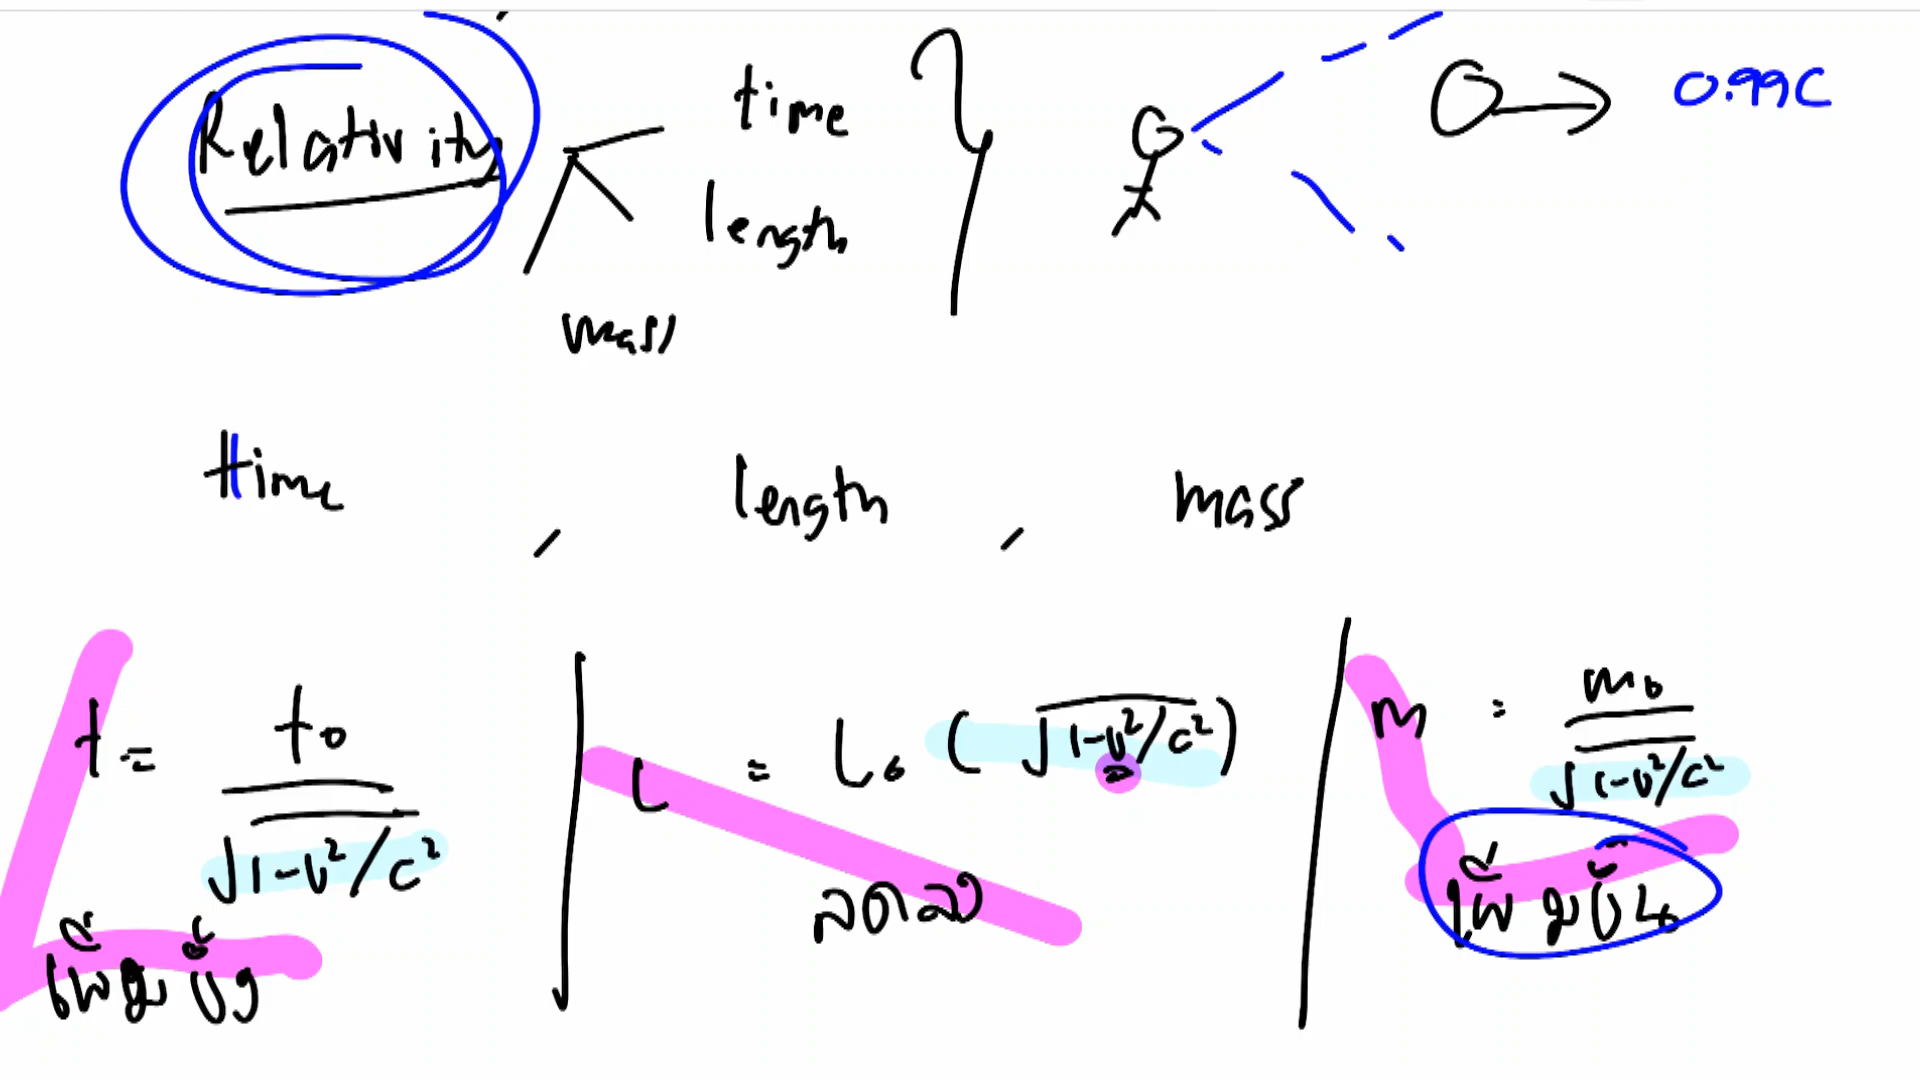 Relativity
time
length
mass
0.99C
time , length , mass
t = t₀ / √1-v²/c²
เพิ่มขึ้น
L = L₀ (√1-v²/c²)
ลดลง
m = m₀ / √1-v²/c²
เพิ่มขึ้น